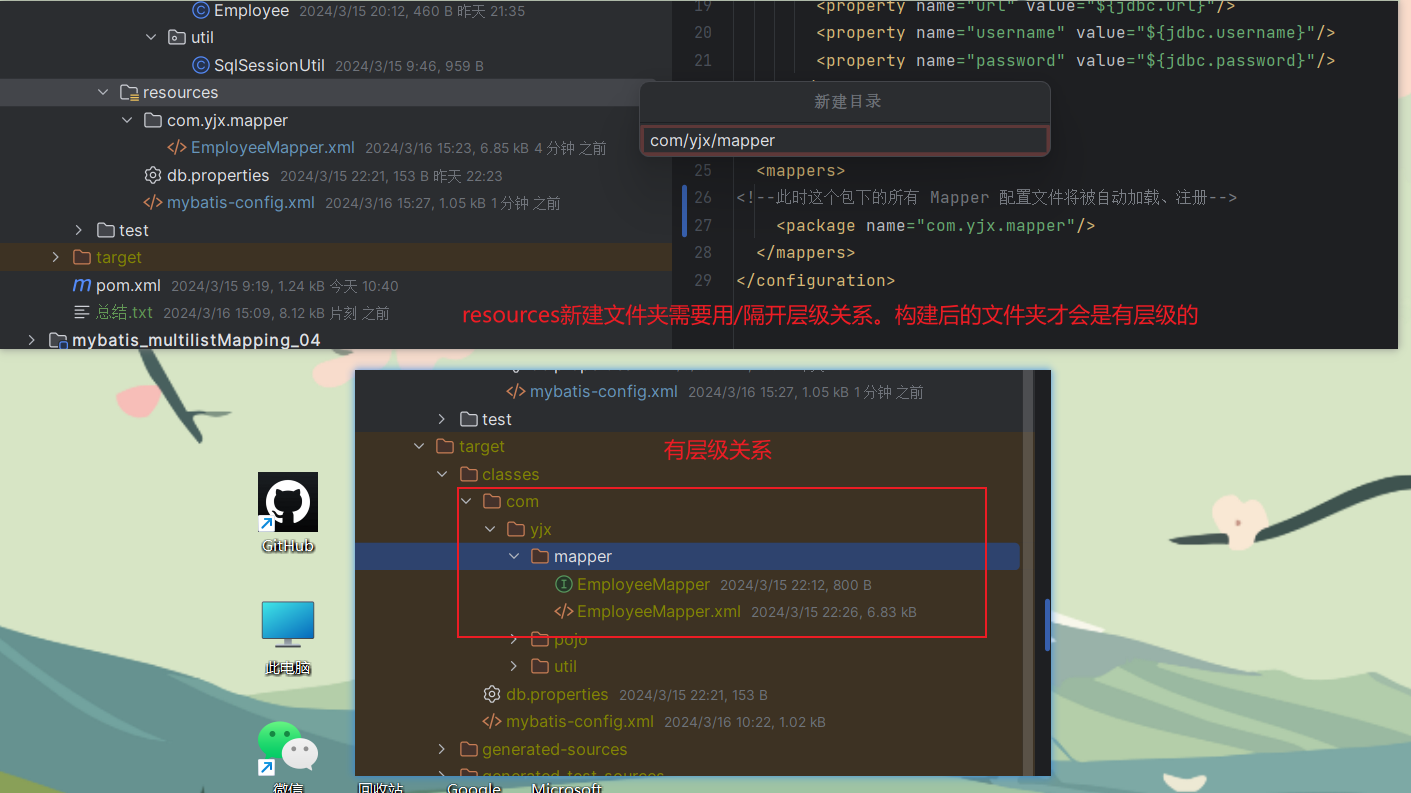 Employee 2024/3/15 20:12, 460 B 昨天 21:35
util
SqlSessionUtil 2024/3/15 9:46, 959 B
resources
com.yjx.mapper
EmployeeMapper.xml 2024/3/16 15:23, 6.85 kB 4 分钟 之前
db.properties 2024/3/15 22:21, 153 B 昨天 22:23
mybatis-config.xml 2024/3/16 15:27, 1.05 kB 1 分钟 之前
test
target
pom.xml 2024/3/15 9:19, 1.24 kB 今天 10:40
总结.txt 2024/3/16 15:09, 8.12 kB 片刻 之前
mybatis_multilistMapping_04
19 <property name="url" value="${jdbc.url}"/>
20 <property name="username" value="${jdbc.username}"/>
21 <property name="password" value="${jdbc.password}"/>
新建目录
com/yjx/mapper
25 <mappers>
26 <!--此时这个包下的所有 Mapper 配置文件将被自动加载、注册-->
27 <package name="com.yjx.mapper"/>
28 </mappers>
29 </configuration>
resources新建文件夹需要用/隔开层级关系。构建后的文件夹才会是有层级的
mybatis-config.xml 2024/3/16 15:27, 1.05 kB 1 分钟 之前
test
target
有层级关系
classes
com
yjx
mapper
EmployeeMapper 2024/3/15 22:12, 800 B
EmployeeMapper.xml 2024/3/15 22:26, 6.83 kB
pojo
util
db.properties 2024/3/15 22:21, 153 B
mybatis-config.xml 2024/3/16 10:22, 1.02 kB
generated-sources
generated-test-sources
GitHub
此电脑
微信
回收站
Google
Microsoft